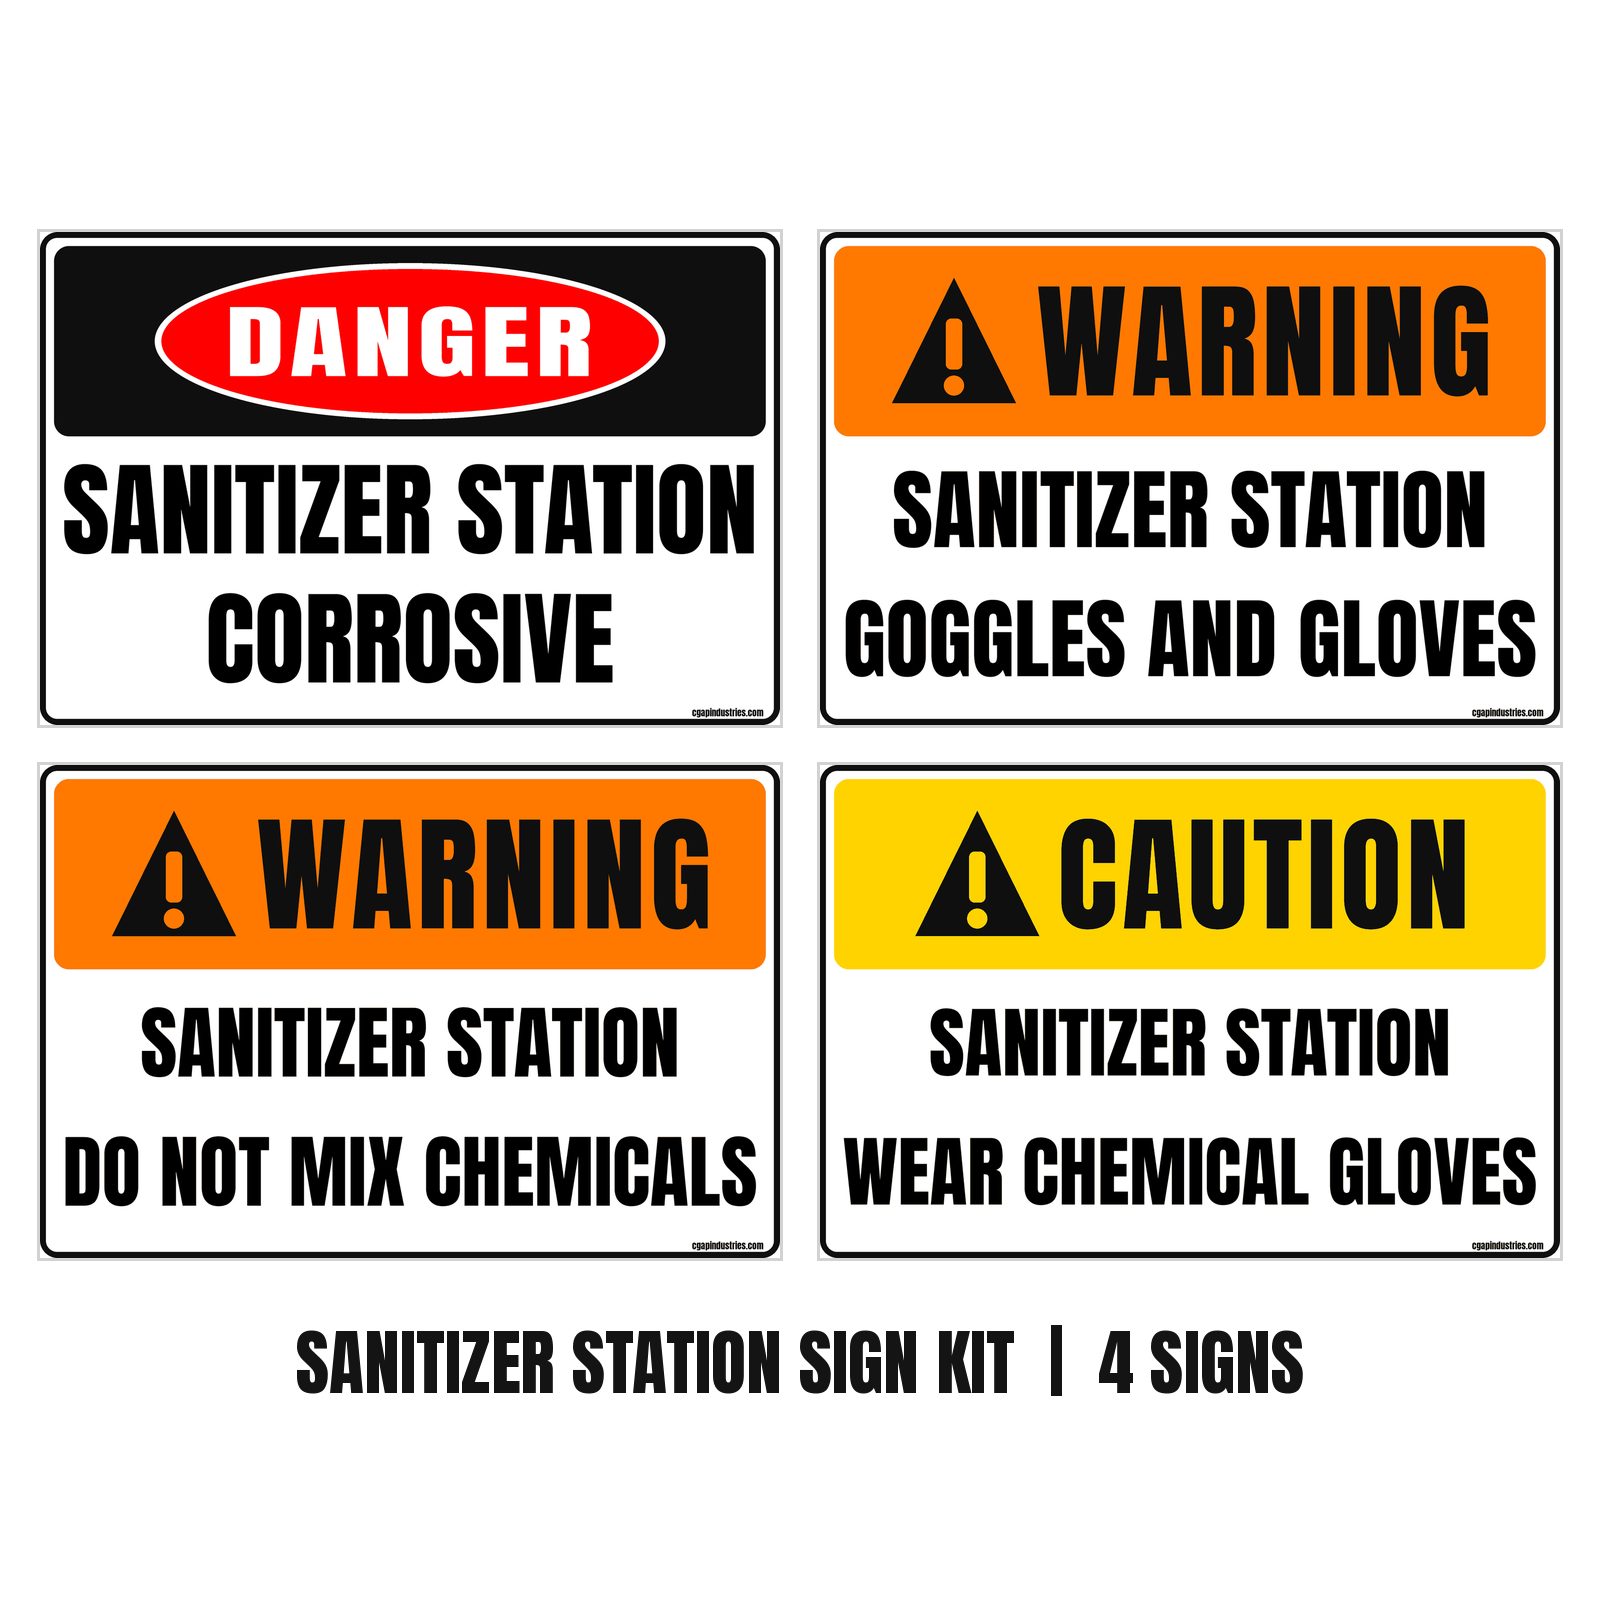 DANGER
SANITIZER STATION
CORROSIVE
cgapindustries.com
WARNING
SANITIZER STATION
GOGGLES AND GLOVES
cgapindustries.com
WARNING
SANITIZER STATION
DO NOT MIX CHEMICALS
cgapindustries.com
CAUTION
SANITIZER STATION
WEAR CHEMICAL GLOVES
cgapindustries.com
SANITIZER STATION SIGN KIT | 4 SIGNS